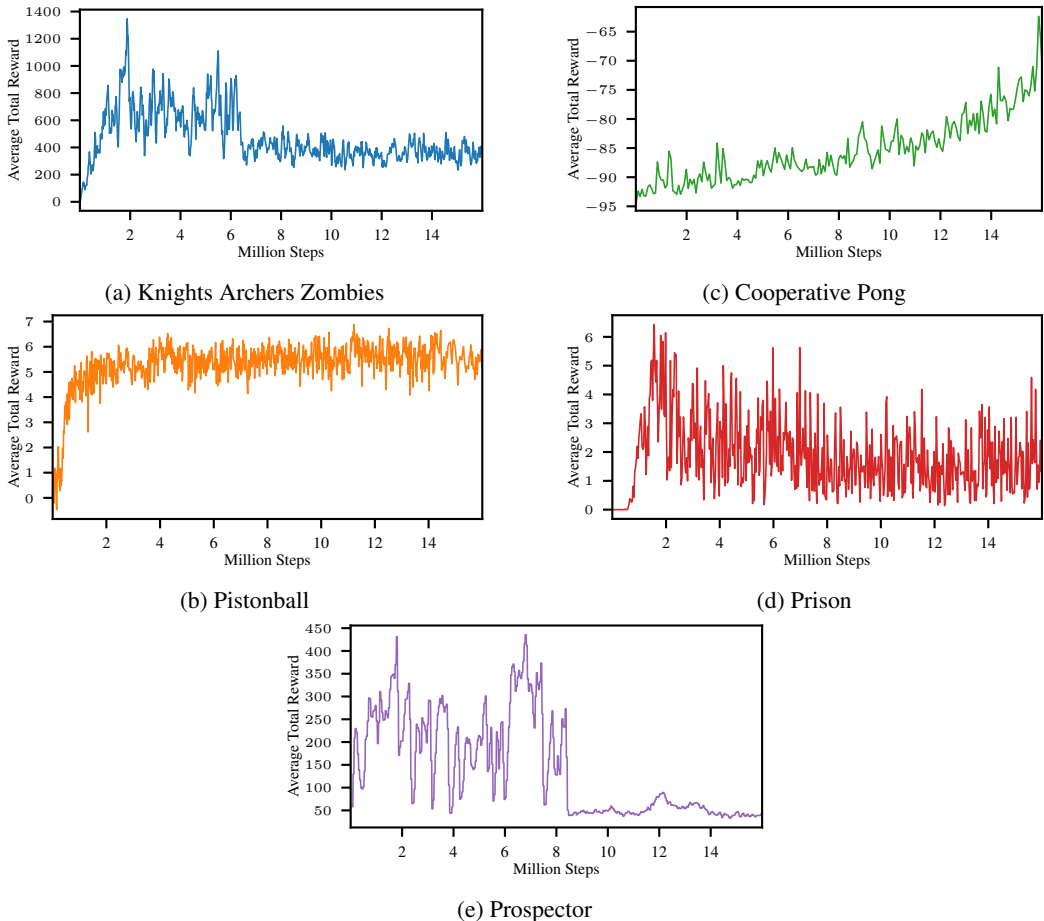 1400
1200
1000
800
600
400
200
0
Average Total Reward
2 4 6 8 10 12 14
Million Steps
(a) Knights Archers Zombies
−65
−70
−75
−80
−85
−90
−95
Average Total Reward
2 4 6 8 10 12 14
Million Steps
(c) Cooperative Pong
7
6
5
4
3
2
1
0
Average Total Reward
2 4 6 8 10 12 14
Million Steps
(b) Pistonball
6
5
4
3
2
1
0
Average Total Reward
2 4 6 8 10 12 14
Million Steps
(d) Prison
450
400
350
300
250
200
150
100
50
Average Total Reward
2 4 6 8 10 12 14
Million Steps
(e) Prospector